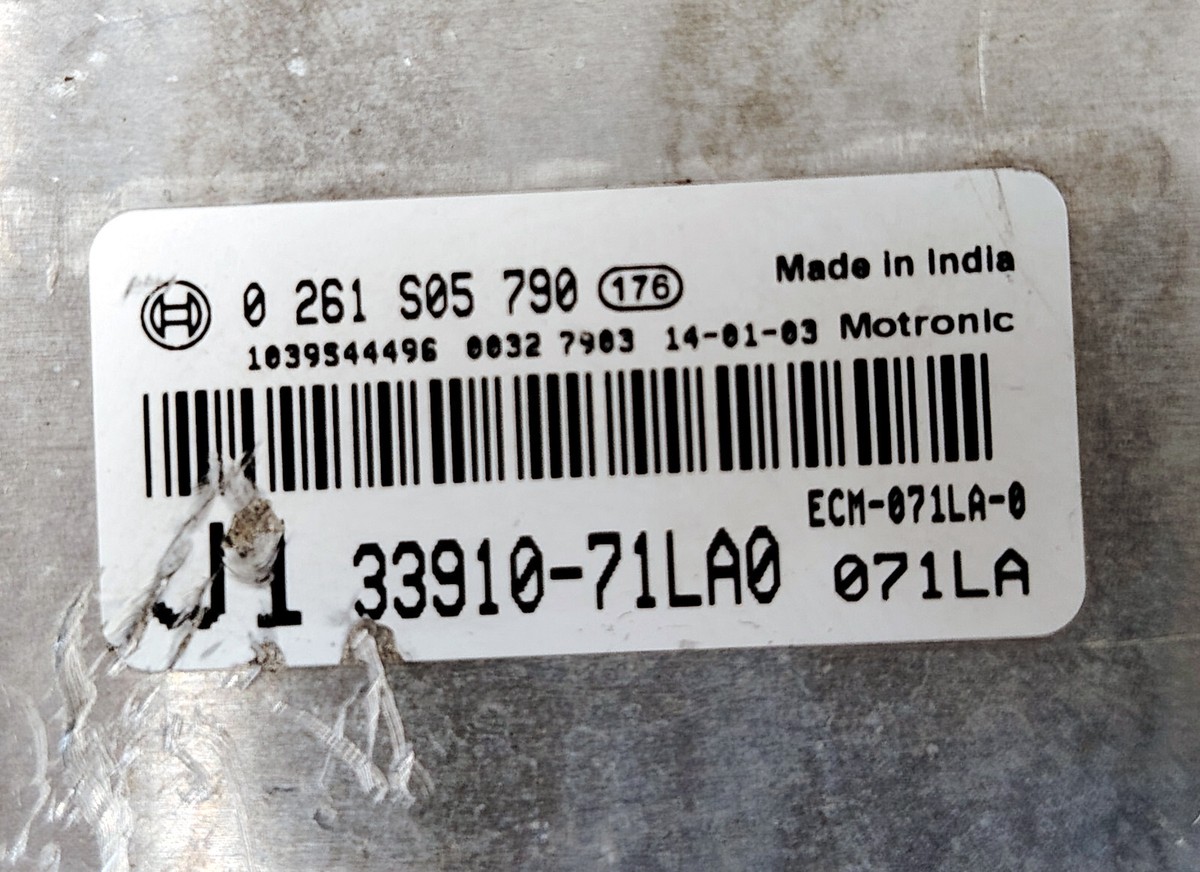 0 261 S05 790 176 Made in India
1039S44496 0032 7903 14-01-03 Motronic
ECM-071LA-0
J1 33910-71LA0 071LA